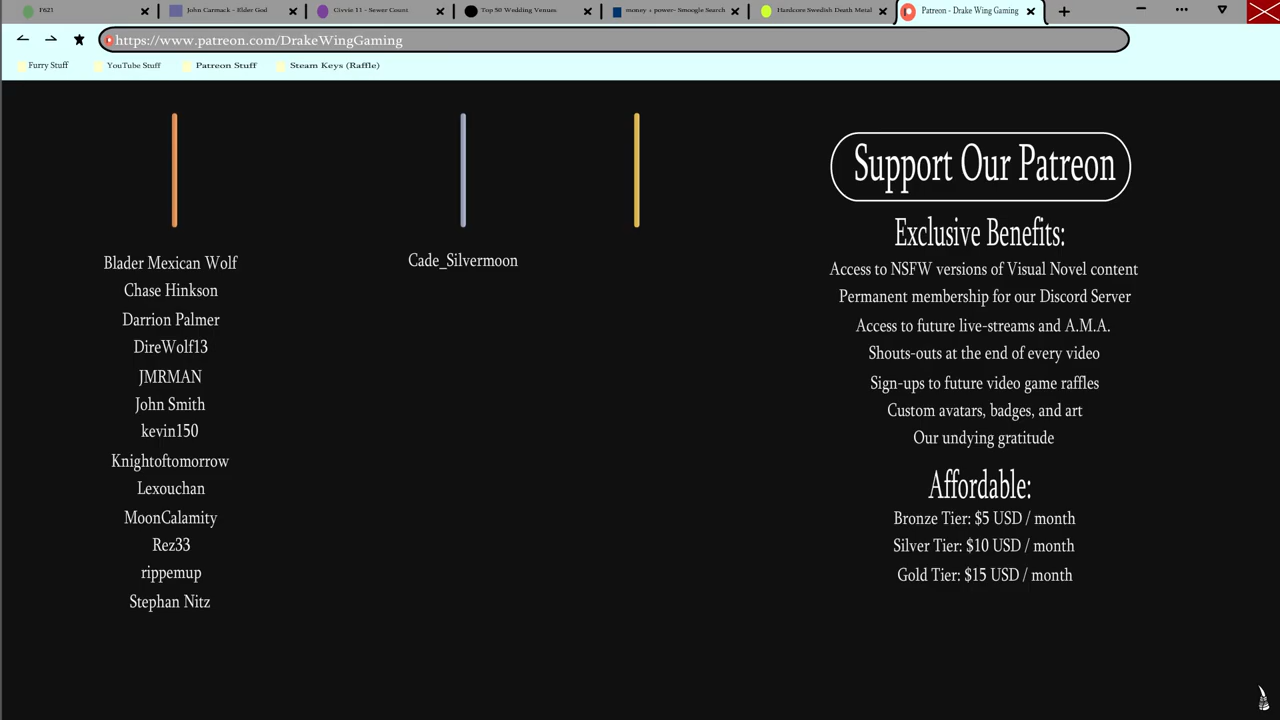 F621
John Carmack - Elder God
Civvie 11 - Sewer Count
Top 50 Wedding Venues
money + power- Smoogle Search
Hardcore Swedish Death Metal
Patreon - Drake Wing Gaming
https://www.patreon.com/DrakeWingGaming
Furry Stuff
YouTube Stuff
Patreon Stuff
Steam Keys (Raffle)
Blader Mexican Wolf
Chase Hinkson
Darrion Palmer
DireWolf13
JMRMAN
John Smith
kevin150
Knightoftomorrow
Lexouchan
MoonCalamity
Rez33
rippemup
Stephan Nitz
Cade_Silvermoon
Support Our Patreon
Exclusive Benefits:
Access to NSFW versions of Visual Novel content
Permanent membership for our Discord Server
Access to future live-streams and A.M.A.
Shouts-outs at the end of every video
Sign-ups to future video game raffles
Custom avatars, badges, and art
Our undying gratitude
Affordable:
Bronze Tier: $5 USD / month
Silver Tier: $10 USD / month
Gold Tier: $15 USD / month